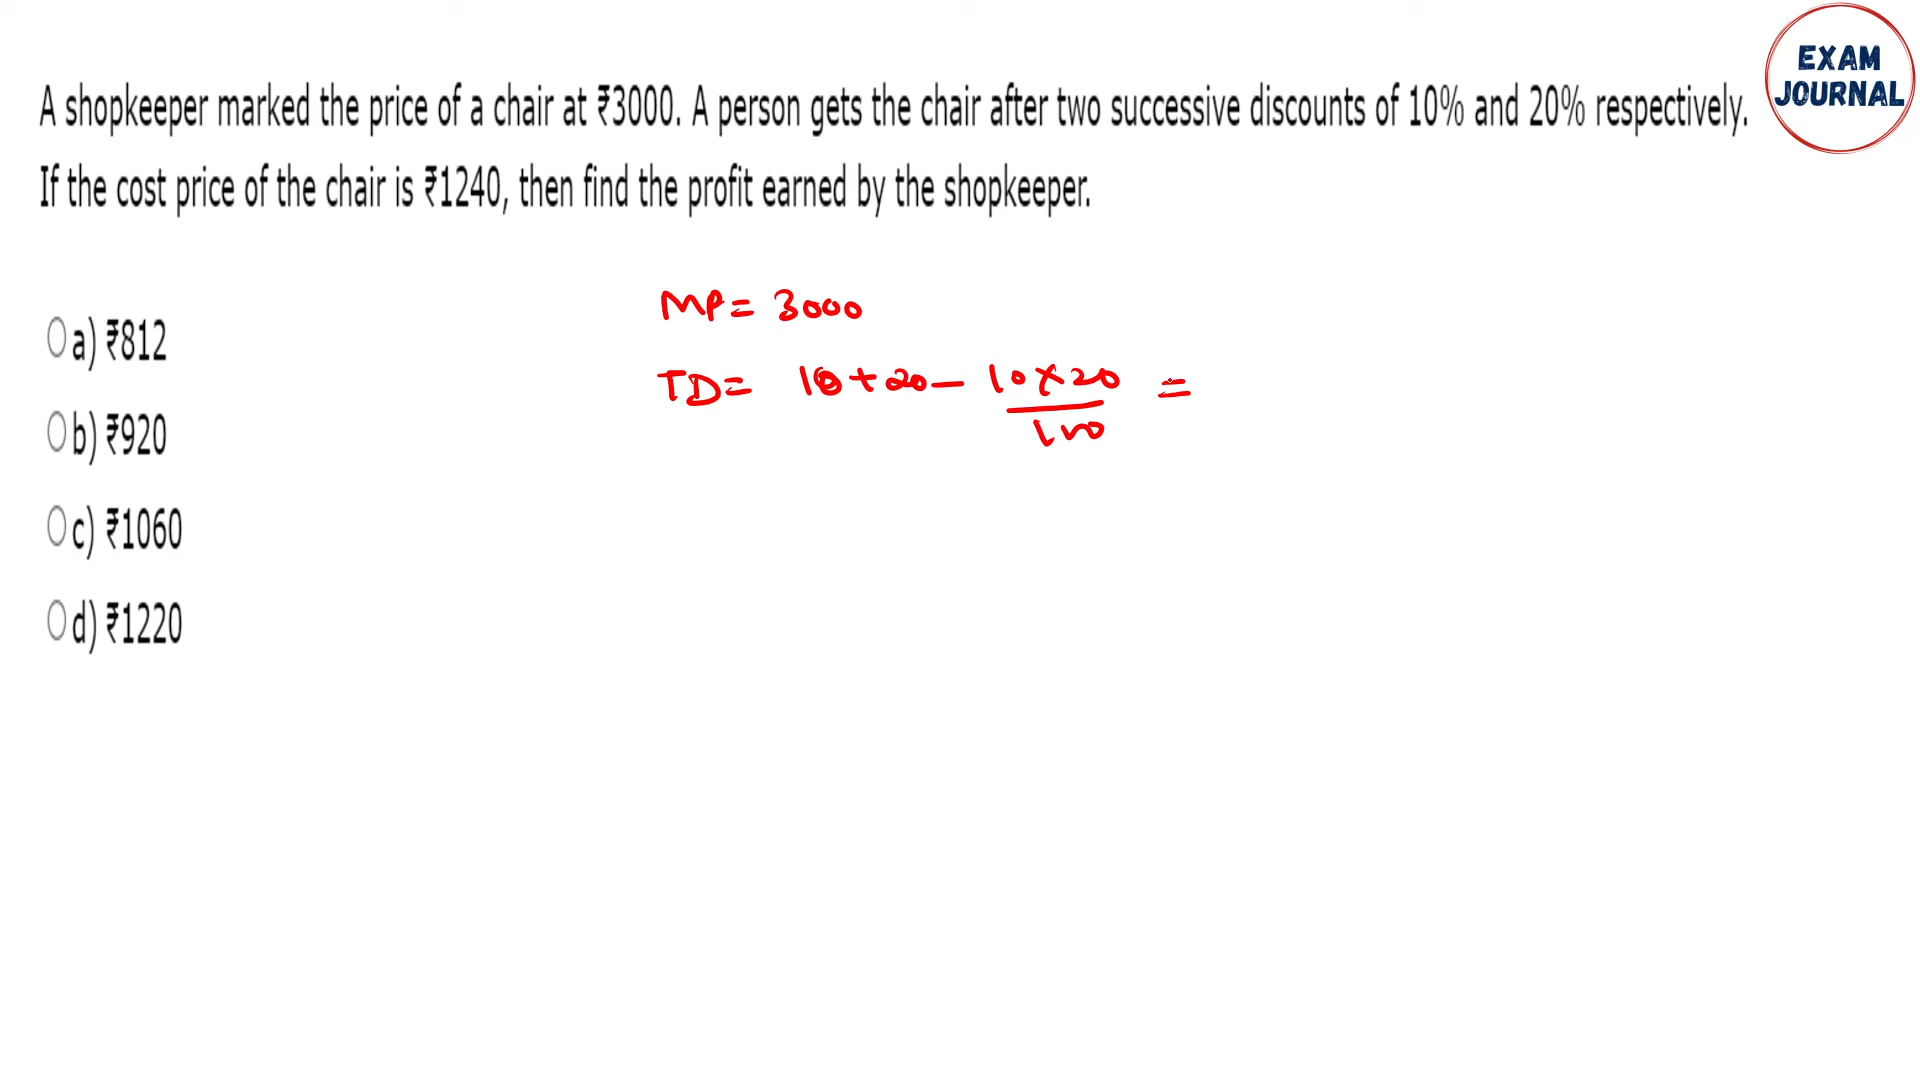 EXAM
JOURNAL
A shopkeeper marked the price of a chair at ₹3000. A person gets the chair after two successive discounts of 10% and 20% respectively.
If the cost price of the chair is ₹1240, then find the profit earned by the shopkeeper.
MP = 3000
a) ₹812
TD = 10 + 20 - 10 × 20 =
100
b) ₹920
c) ₹1060
d) ₹1220